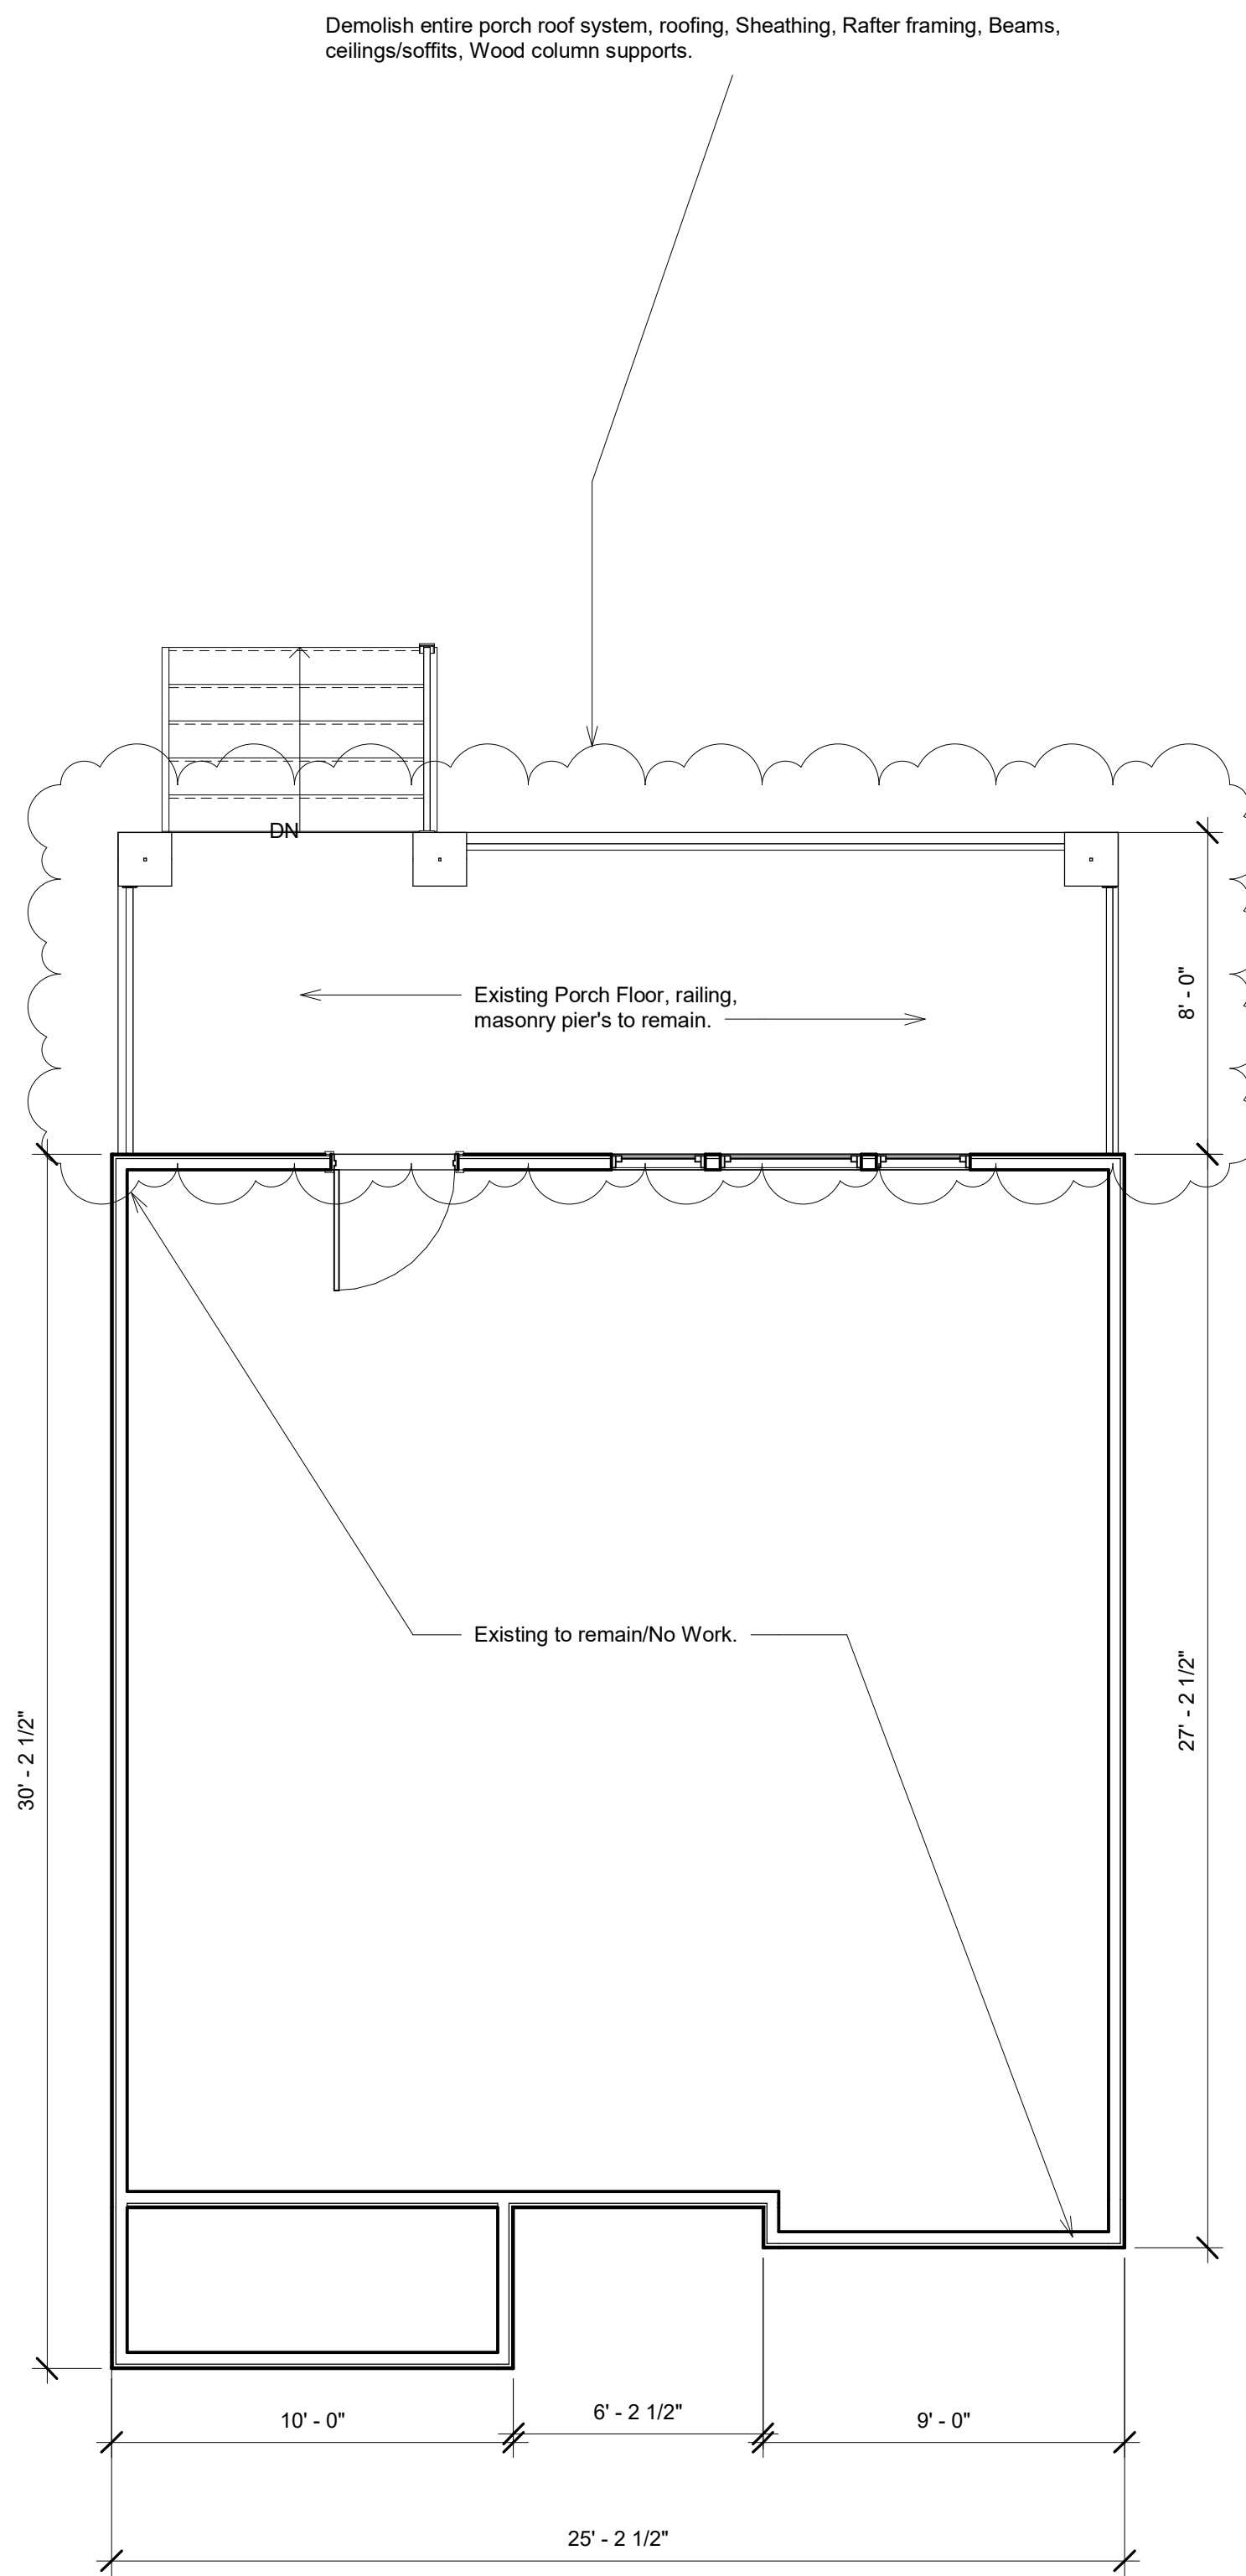 Demolish entire porch roof system, roofing, Sheathing, Rafter framing, Beams,
ceilings/soffits, Wood column supports.
DN
8' - 0"
Existing Porch Floor, railing,
masonry pier's to remain.
Existing to remain/No Work.
30' - 2 1/2"
27' - 2 1/2"
10' - 0"
6' - 2 1/2"
9' - 0"
25' - 2 1/2"